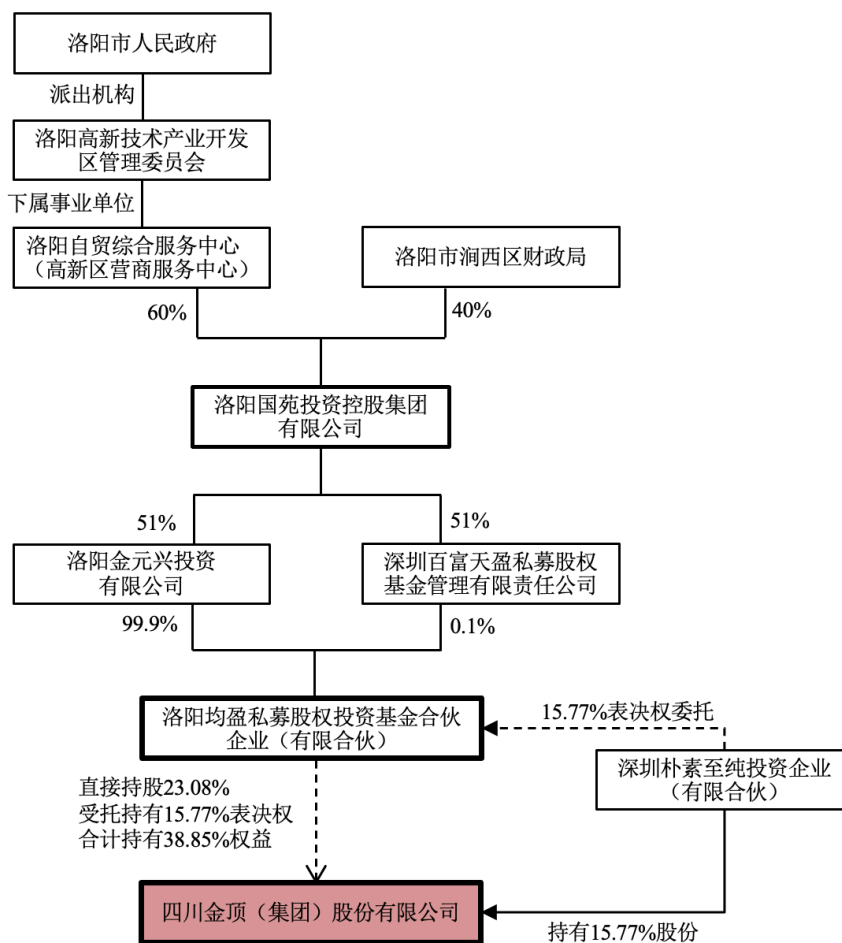 洛阳市人民政府
派出机构
洛阳高新技术产业开发
区管理委员会
下属事业单位
洛阳自贸综合服务中心
（高新区营商服务中心）
洛阳市涧西区财政局
60%
40%
洛阳国苑投资控股集团
有限公司
51%
51%
洛阳金元兴投资
有限公司
深圳百富天盈私募股权
基金管理有限责任公司
99.9%
0.1%
洛阳均盈私募股权投资基金合伙
企业（有限合伙）
15.77%表决权委托
深圳朴素至纯投资企业
（有限合伙）
直接持股23.08%
受托持有15.77%表决权
合计持有38.85%权益
四川金顶（集团）股份有限公司
持有15.77%股份